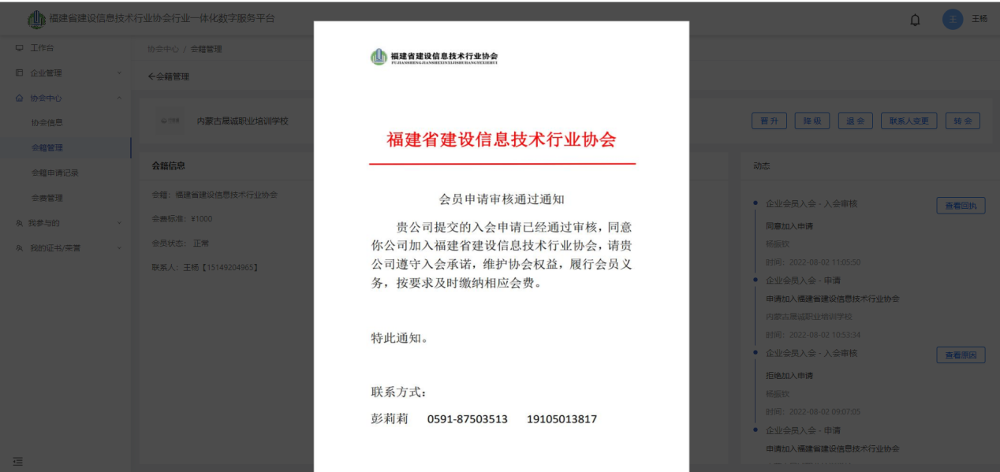 福建省建设信息技术行业协会行业一体化数字服务平台
王
王杨
工作台
企业管理
协会中心
协会信息
会籍管理
会籍申请记录
会费管理
我参与的
我的证书/荣誉
协会中心 / 会籍管理
←会籍管理
内蒙古晟诚职业培训学校
晋升
降级
退会
联系人变更
转会
会籍信息
会籍：福建省建设信息技术行业协会
会费标准：¥1000
会员状态： 正常
联系人：王杨【15149204965】
福建省建设信息技术行业协会
FUJIANSHENGJIANSHEXINXIJISHUHANGYEXIEHUI
福建省建设信息技术行业协会
会员申请审核通过通知
贵公司提交的入会申请已经通过审核，同意
你公司加入福建省建设信息技术行业协会，请贵
公司遵守入会承诺，维护协会权益，履行会员义
务，按要求及时缴纳相应会费。
特此通知。
联系方式：
彭莉莉 0591-87503513 19105013817
动态
企业会员入会 - 入会审核
查看回执
同意加入申请
杨振钦
时间：2022-08-02 11:05:50
企业会员入会 - 申请
申请加入福建省建设信息技术行业协会
内蒙古晟诚职业培训学校
时间：2022-08-02 10:53:34
企业会员入会 - 入会审核
查看原因
拒绝加入申请
杨振钦
时间：2022-08-02 09:07:05
企业会员入会 - 申请
申请加入福建省建设信息技术行业协会